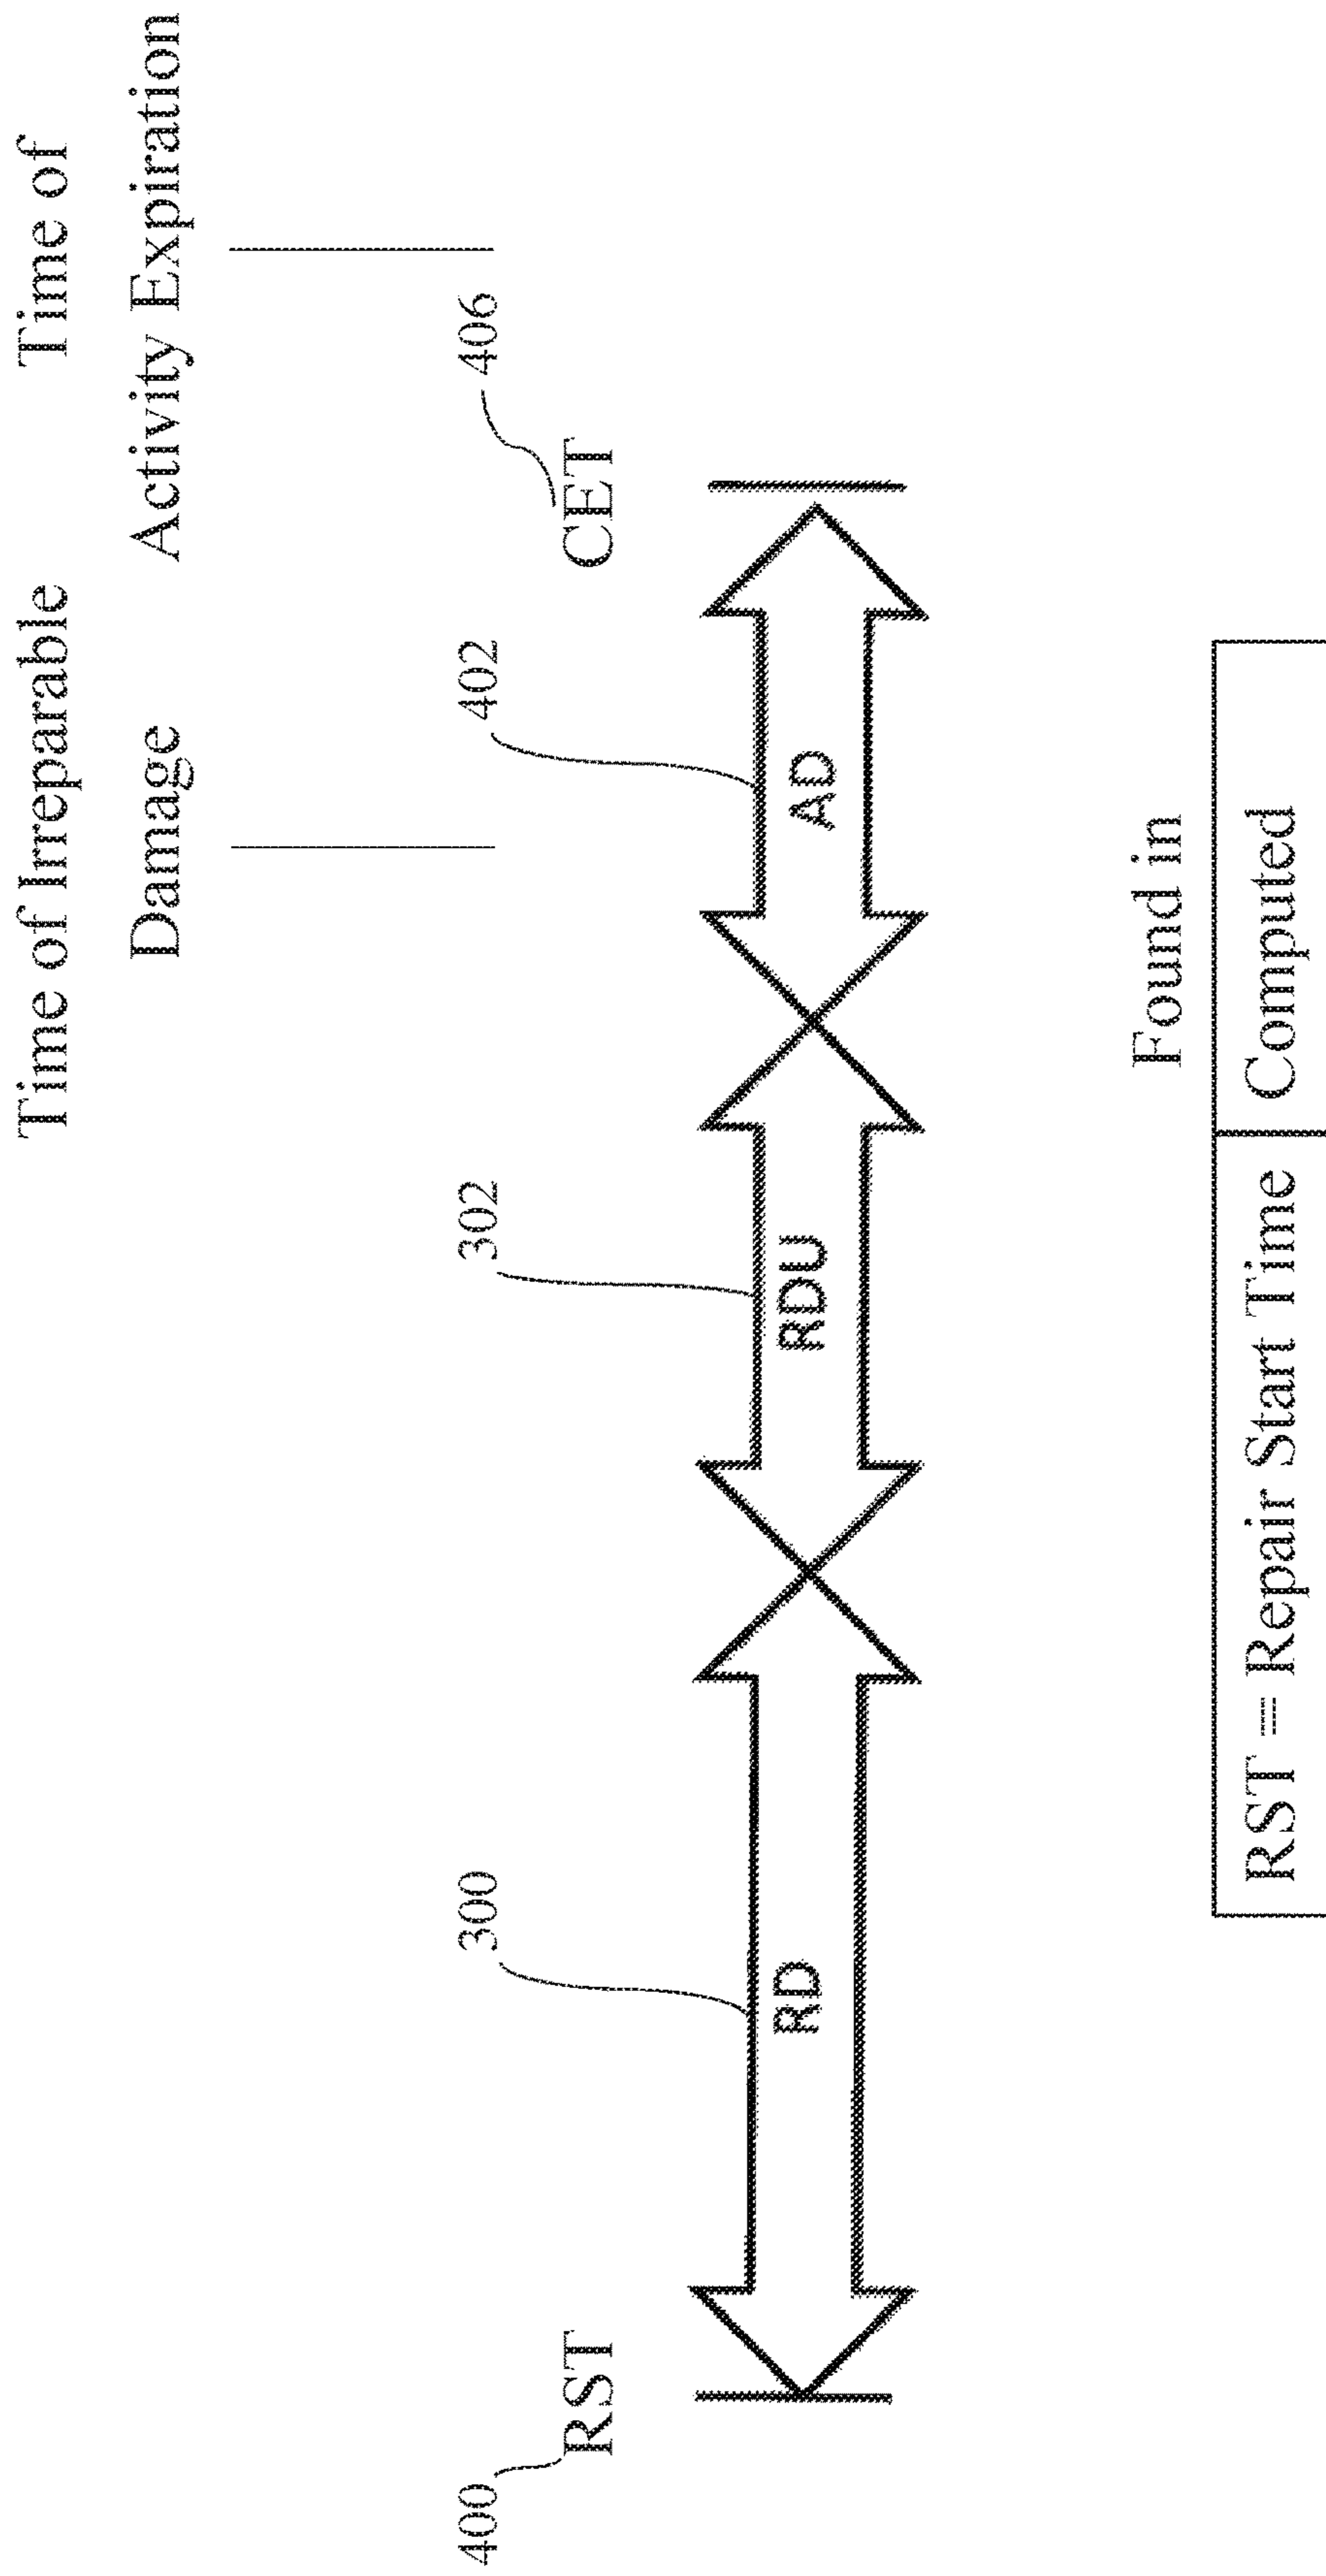 Time of Irreparable
Damage
Time of
Activity Expiration
400
300
302
402
406
RST
CET
RD
RDU
AD
Found in
RST = Repair Start Time
Computed